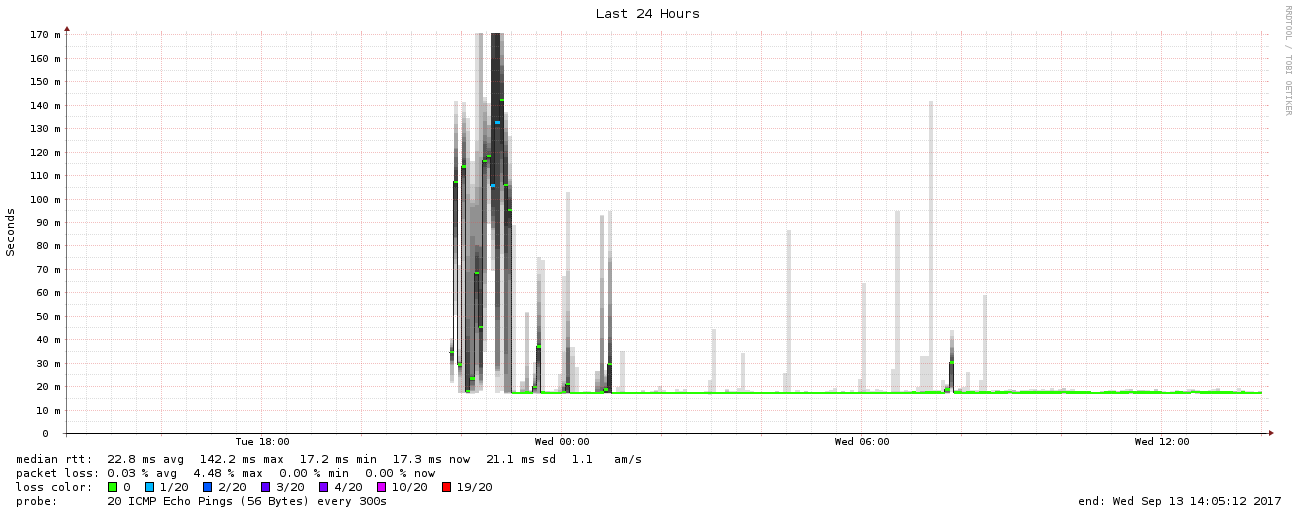 Last 24 Hours
RRDTOOL / TOBI OETIKER
Seconds
170 m
160 m
150 m
140 m
130 m
120 m
110 m
100 m
90 m
80 m
70 m
60 m
50 m
40 m
30 m
20 m
10 m
0
Tue 18:00 Wed 00:00 Wed 06:00 Wed 12:00
median rtt: 22.8 ms avg 142.2 ms max 17.2 ms min 17.3 ms now 21.1 ms sd 1.1 am/s
packet loss: 0.03 % avg 4.48 % max 0.00 % min 0.00 % now
loss color: 0 1/20 2/20 3/20 4/20 10/20 19/20
probe: 20 ICMP Echo Pings (56 Bytes) every 300s end: Wed Sep 13 14:05:12 2017